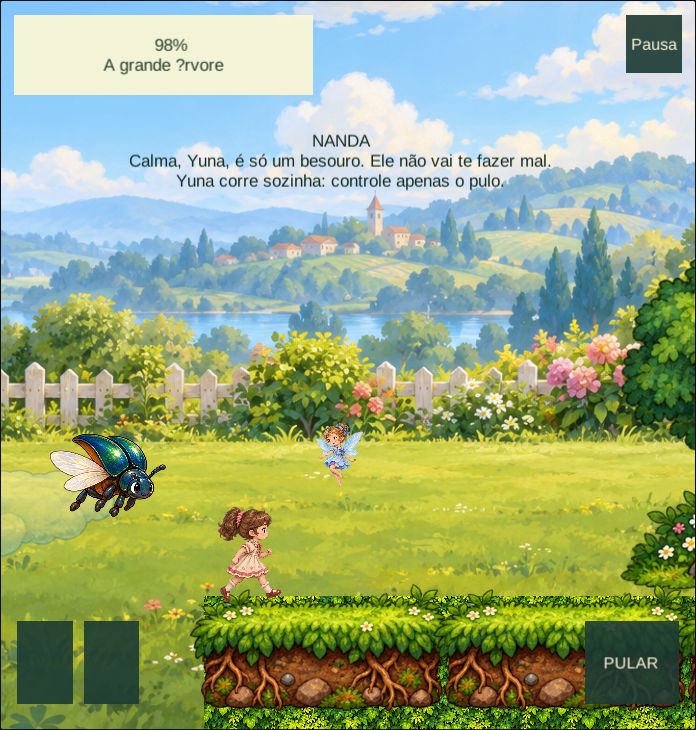 98%
A grande ?rvore
Pausa
NANDA
Calma, Yuna, é só um besouro. Ele não vai te fazer mal.
Yuna corre sozinha: controle apenas o pulo.
PULAR